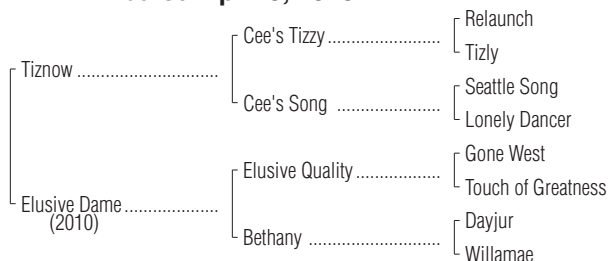 Relaunch
Cee's Tizzy
Tizly
Tiznow
Seattle Song
Cee's Song
Lonely Dancer
Gone West
Elusive Quality
Touch of Greatness
Elusive Dame
(2010)
Dayjur
Bethany
Willamae